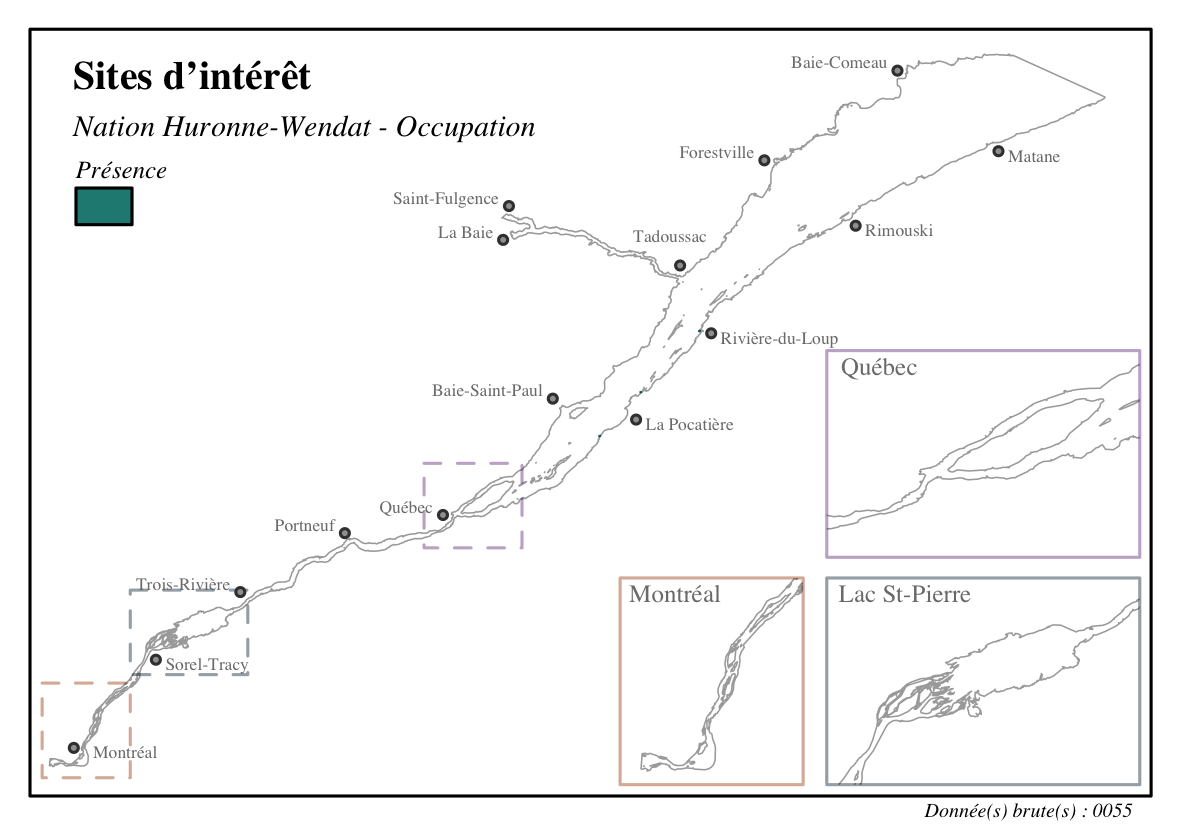 Sites d’intérêt
Nation Huronne-Wendat - Occupation
Présence
Baie-Comeau
Matane
Forestville
Saint-Fulgence
La Baie
Tadoussac
Rimouski
Rivière-du-Loup
Baie-Saint-Paul
La Pocatière
Québec
Portneuf
Trois-Rivière
Sorel-Tracy
Montréal
Québec
Montréal
Lac St-Pierre
Donnée(s) brute(s) : 0055